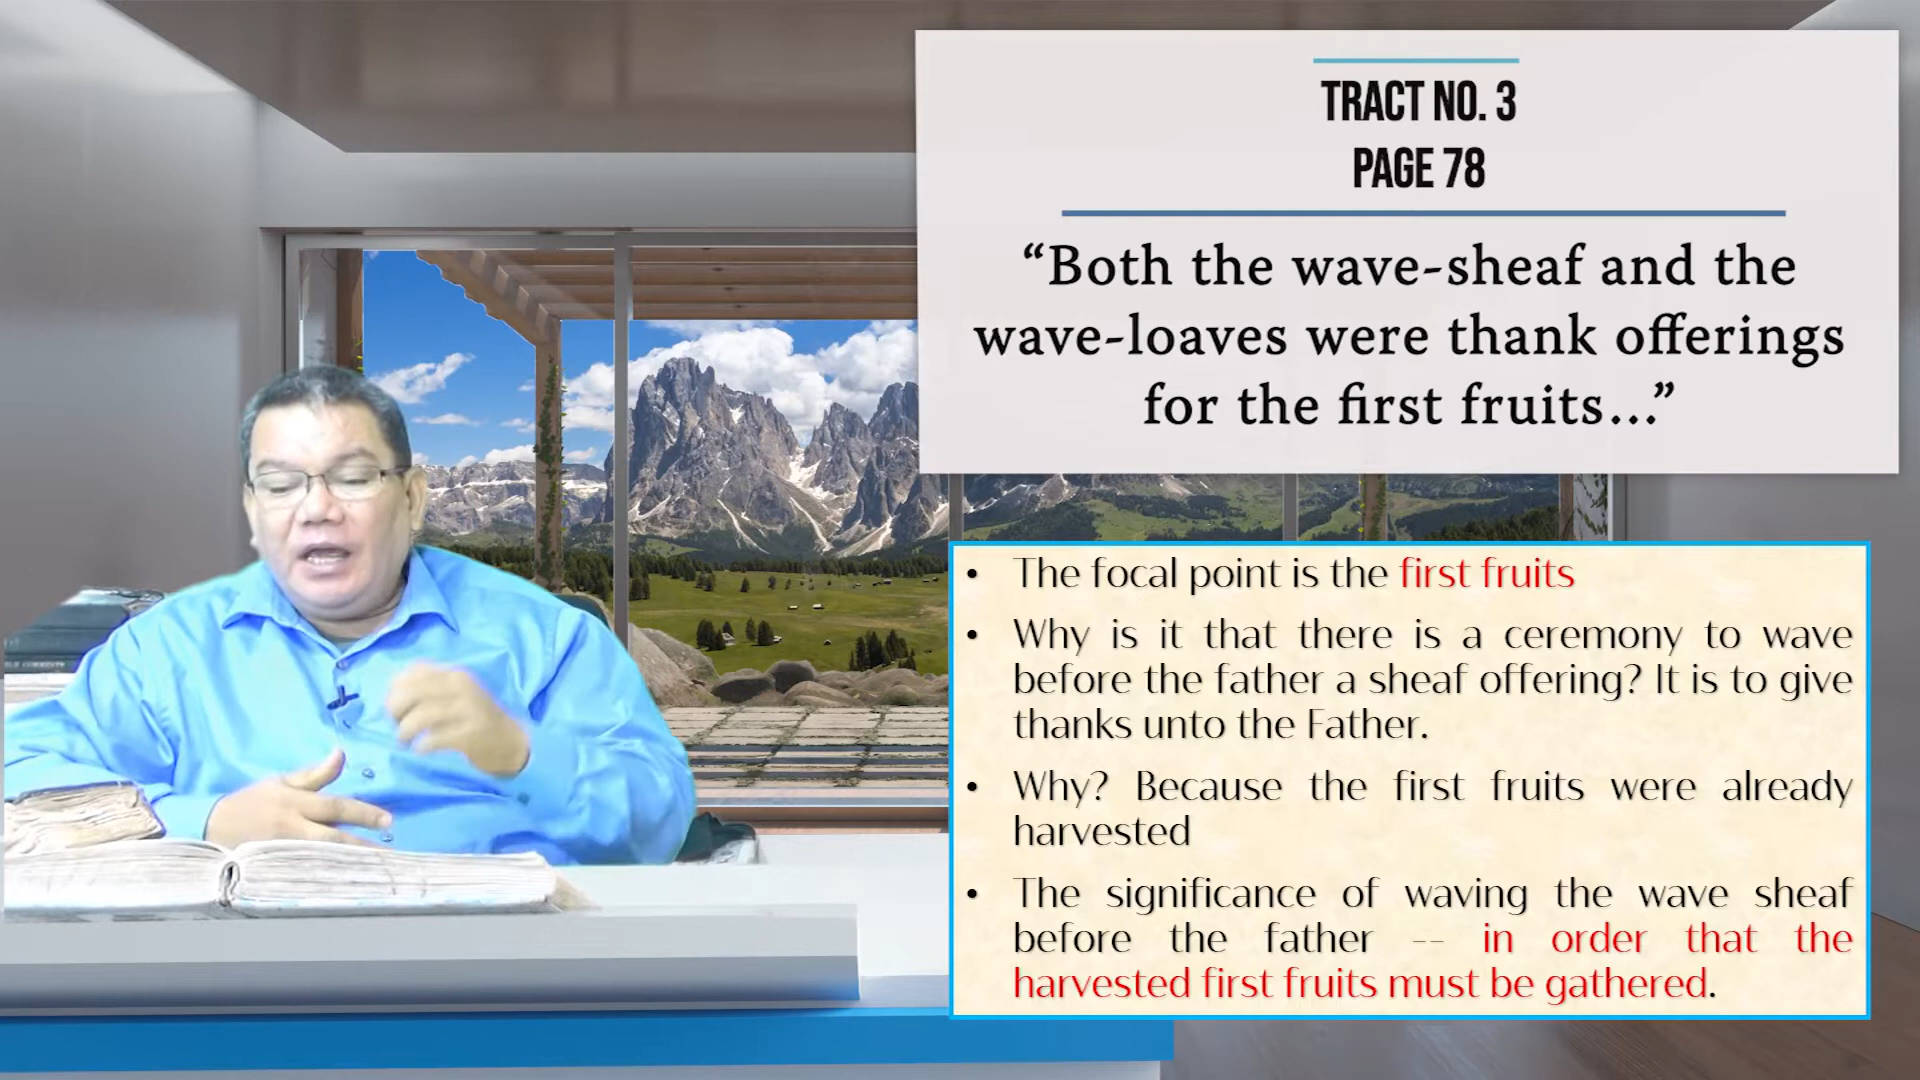 TRACT NO. 3
PAGE 78
“Both the wave-sheaf and the
wave-loaves were thank offerings
for the first fruits...”
• The focal point is the first fruits
• Why is it that there is a ceremony to wave
before the father a sheaf offering? It is to give
thanks unto the Father.
• Why? Because the first fruits were already
harvested
• The significance of waving the wave sheaf
before the father -- in order that the
harvested first fruits must be gathered.